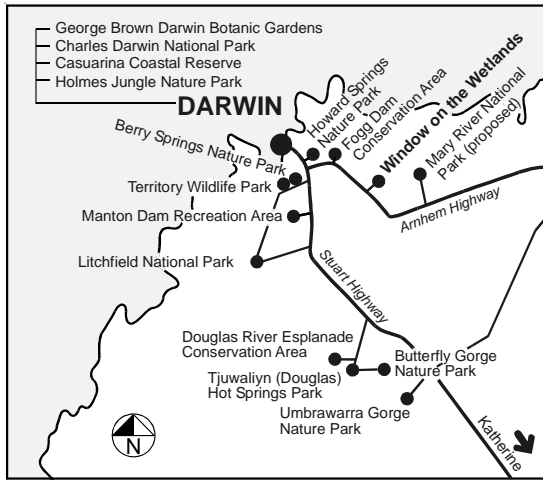 George Brown Darwin Botanic Gardens
Charles Darwin National Park
Casuarina Coastal Reserve
Holmes Jungle Nature Park
DARWIN
Berry Springs Nature Park
Howard Springs
Nature Park
Fogg Dam
Conservation Area
Window on the Wetlands
Mary River National
Park (proposed)
Territory Wildlife Park
Manton Dam Recreation Area
Arnhem Highway
Litchfield National Park
Stuart Highway
Douglas River Esplanade
Conservation Area
Butterfly Gorge
Nature Park
Tjuwaliyn (Douglas)
Hot Springs Park
Umbrawarra Gorge
Nature Park
Katherine
N